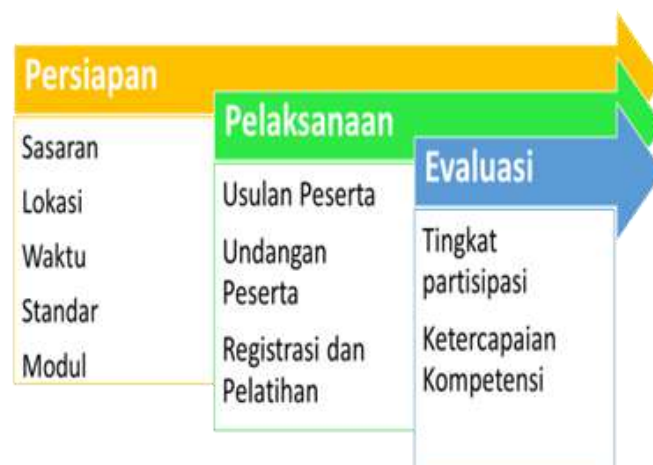 Persiapan
Sasaran
Lokasi
Waktu
Standar
Modul
Pelaksanaan
Usulan Peserta
Undangan
Peserta
Registrasi dan
Pelatihan
Evaluasi
Tingkat
partisipasi
Ketercapaian
Kompetensi